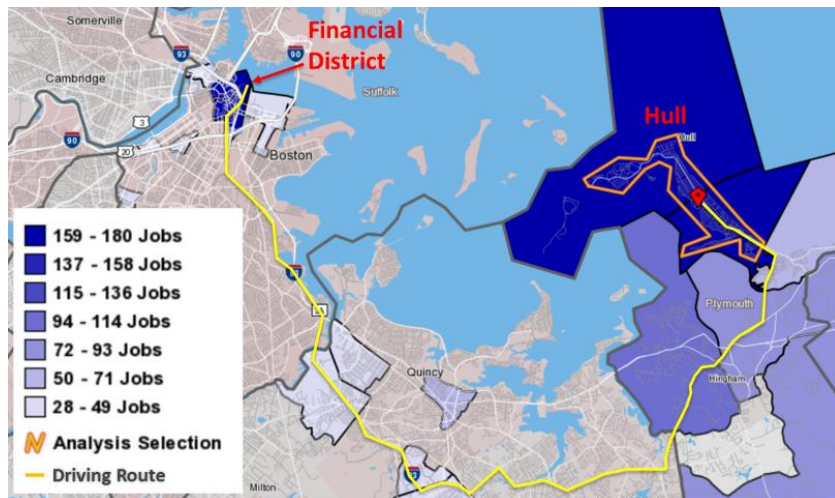 Somerville
Financial
District
93
90
Cambridge
Suffolk
3
Hull
Hull
90
20
Boston
159 - 180 Jobs
137 - 158 Jobs
115 - 136 Jobs
94 - 114 Jobs
72 - 93 Jobs
50 - 71 Jobs
28 - 49 Jobs
Analysis Selection
Driving Route
Plymouth
Quincy
Hingham
Milton